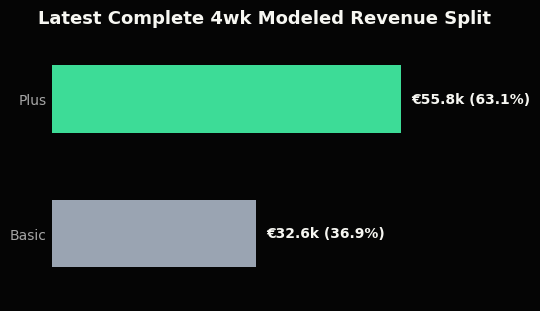 Latest Complete 4wk Modeled Revenue Split
Plus €55.8k (63.1%)
Basic €32.6k (36.9%)